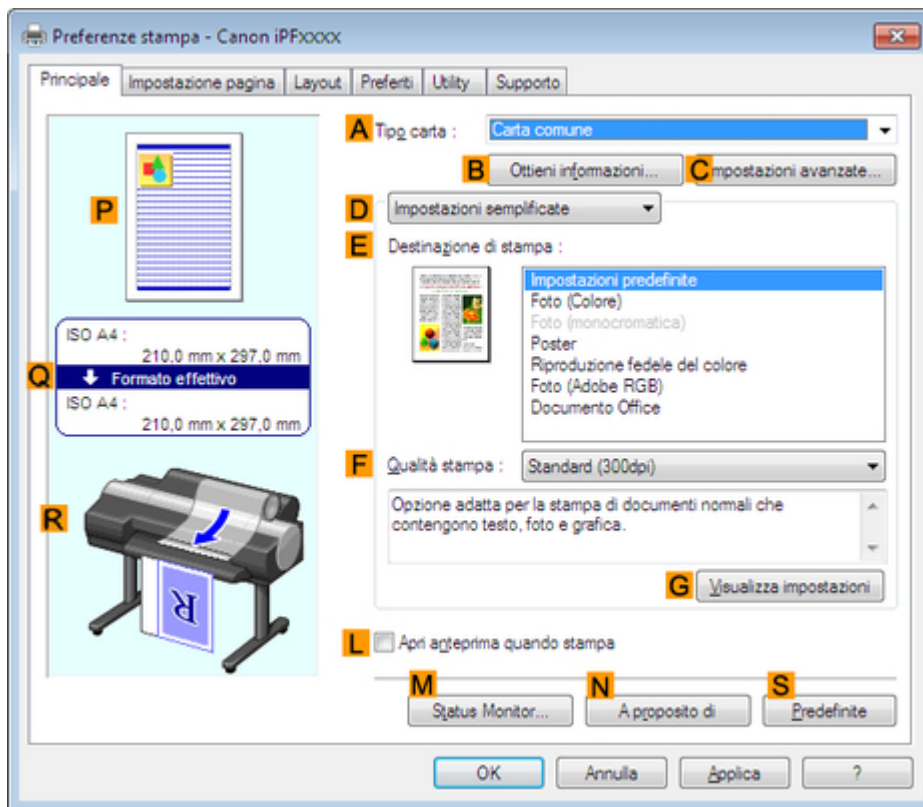 Preferenze stampa - Canon iPFxxxx
Principale Impostazione pagina Layout Preferiti Utility Supporto
A Tipo carta : Carta comune
B Ottieni informazioni... C Impostazioni avanzate...
D Impostazioni semplificate
E Destinazione di stampa :
Impostazioni predefinite
Foto (Colore)
Foto (monocromatica)
Poster
Riproduzione fedele del colore
Foto (Adobe RGB)
Documento Office
P
Q
ISO A4 :
210,0 mm x 297,0 mm
Formato effettivo
ISO A4 :
210,0 mm x 297,0 mm
R
R
F Qualità stampa : Standard (300dpi)
Opzione adatta per la stampa di documenti normali che
contengono testo, foto e grafica.
G Visualizza impostazioni
L Apri anteprima quando stampa
M Status Monitor... N A proposito di S Predefinite
OK Annulla Applica ?